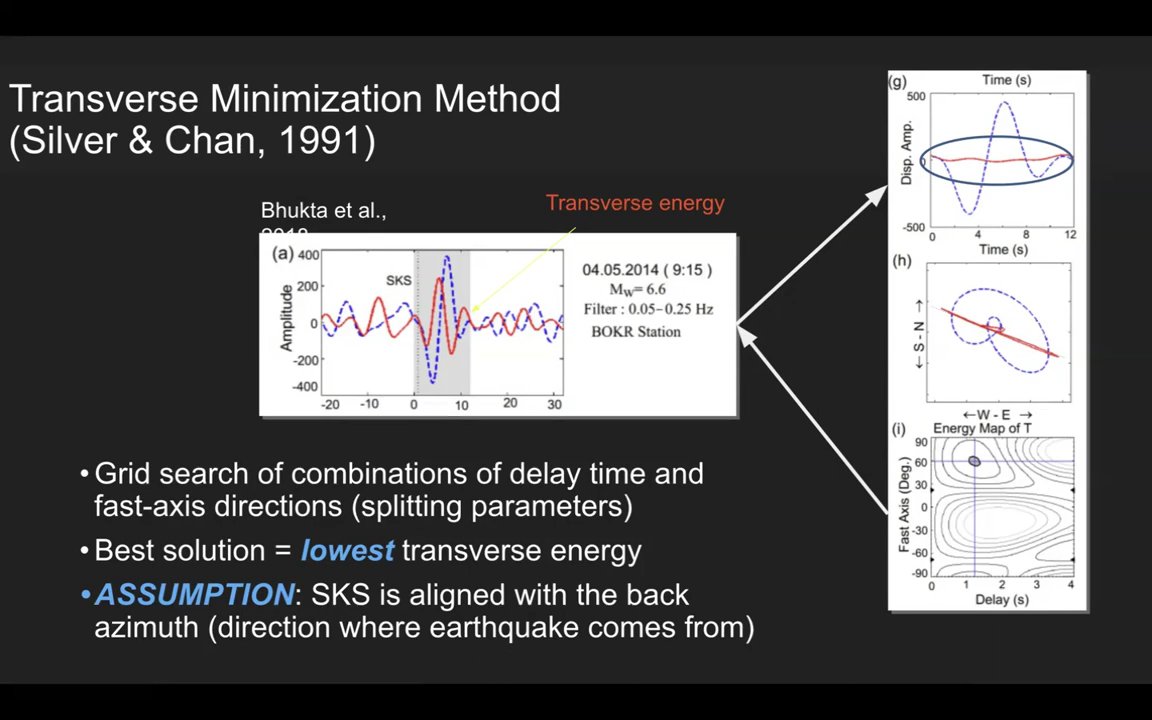 Transverse Minimization Method
(Silver & Chan, 1991)
Bhukta et al.,
Transverse energy
(a)
400
200
0
-200
-400
Amplitude
SKS
-20 -10 0 10 20 30
04.05.2014 ( 9:15 )
MW= 6.6
Filter : 0.05-0.25 Hz
BOKR Station
• Grid search of combinations of delay time and
fast-axis directions (splitting parameters)
• Best solution = lowest transverse energy
• ASSUMPTION: SKS is aligned with the back
azimuth (direction where earthquake comes from)
(g)
Time (s)
500
0
-500
Disp. Amp.
0 4 8 12
Time (s)
(h)
← S - N →
← W - E →
(i)
Energy Map of T
90
60
30
0
-30
-60
-90
Fast Axis (Deg.)
0 1 2 3 4
Delay (s)